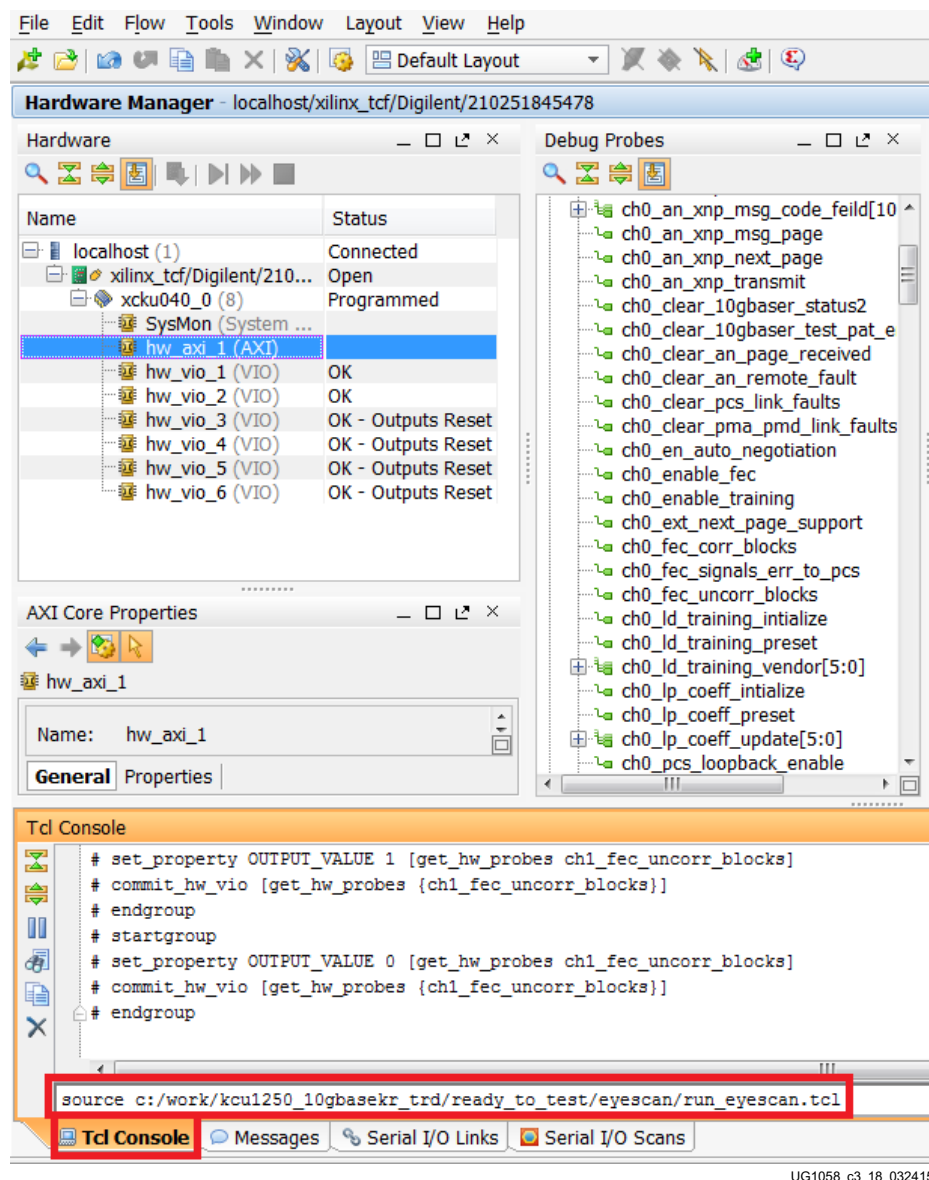 File Edit Flow Tools Window Layout View Help
Default Layout
Hardware Manager - localhost/xilinx_tcf/Digilent/210251845478
Hardware
Name Status
localhost (1) Connected
xilinx_tcf/Digilent/210... Open
xcku040_0 (8) Programmed
SysMon (System ...
hw_axi_1 (AXI)
hw_vio_1 (VIO) OK
hw_vio_2 (VIO) OK
hw_vio_3 (VIO) OK - Outputs Reset
hw_vio_4 (VIO) OK - Outputs Reset
hw_vio_5 (VIO) OK - Outputs Reset
hw_vio_6 (VIO) OK - Outputs Reset
AXI Core Properties
hw_axi_1
Name: hw_axi_1
General Properties
Debug Probes
ch0_an_xnp_msg_code_feild[10
ch0_an_xnp_msg_page
ch0_an_xnp_next_page
ch0_an_xnp_transmit
ch0_clear_10gbaser_status2
ch0_clear_10gbaser_test_pat_e
ch0_clear_an_page_received
ch0_clear_an_remote_fault
ch0_clear_pcs_link_faults
ch0_clear_pma_pmd_link_faults
ch0_en_auto_negotiation
ch0_enable_fec
ch0_enable_training
ch0_ext_next_page_support
ch0_fec_corr_blocks
ch0_fec_signals_err_to_pcs
ch0_fec_uncorr_blocks
ch0_ld_training_intialize
ch0_ld_training_preset
ch0_ld_training_vendor[5:0]
ch0_lp_coeff_intialize
ch0_lp_coeff_preset
ch0_lp_coeff_update[5:0]
ch0_pcs_loopback_enable
Tcl Console
# set_property OUTPUT_VALUE 1 [get_hw_probes ch1_fec_uncorr_blocks]
# commit_hw_vio [get_hw_probes {ch1_fec_uncorr_blocks}]
# endgroup
# startgroup
# set_property OUTPUT_VALUE 0 [get_hw_probes ch1_fec_uncorr_blocks]
# commit_hw_vio [get_hw_probes {ch1_fec_uncorr_blocks}]
# endgroup
source c:/work/kcu1250_10gbasekr_trd/ready_to_test/eyescan/run_eyescan.tcl
Tcl Console Messages Serial I/O Links Serial I/O Scans
UG1058_c3_18_032415